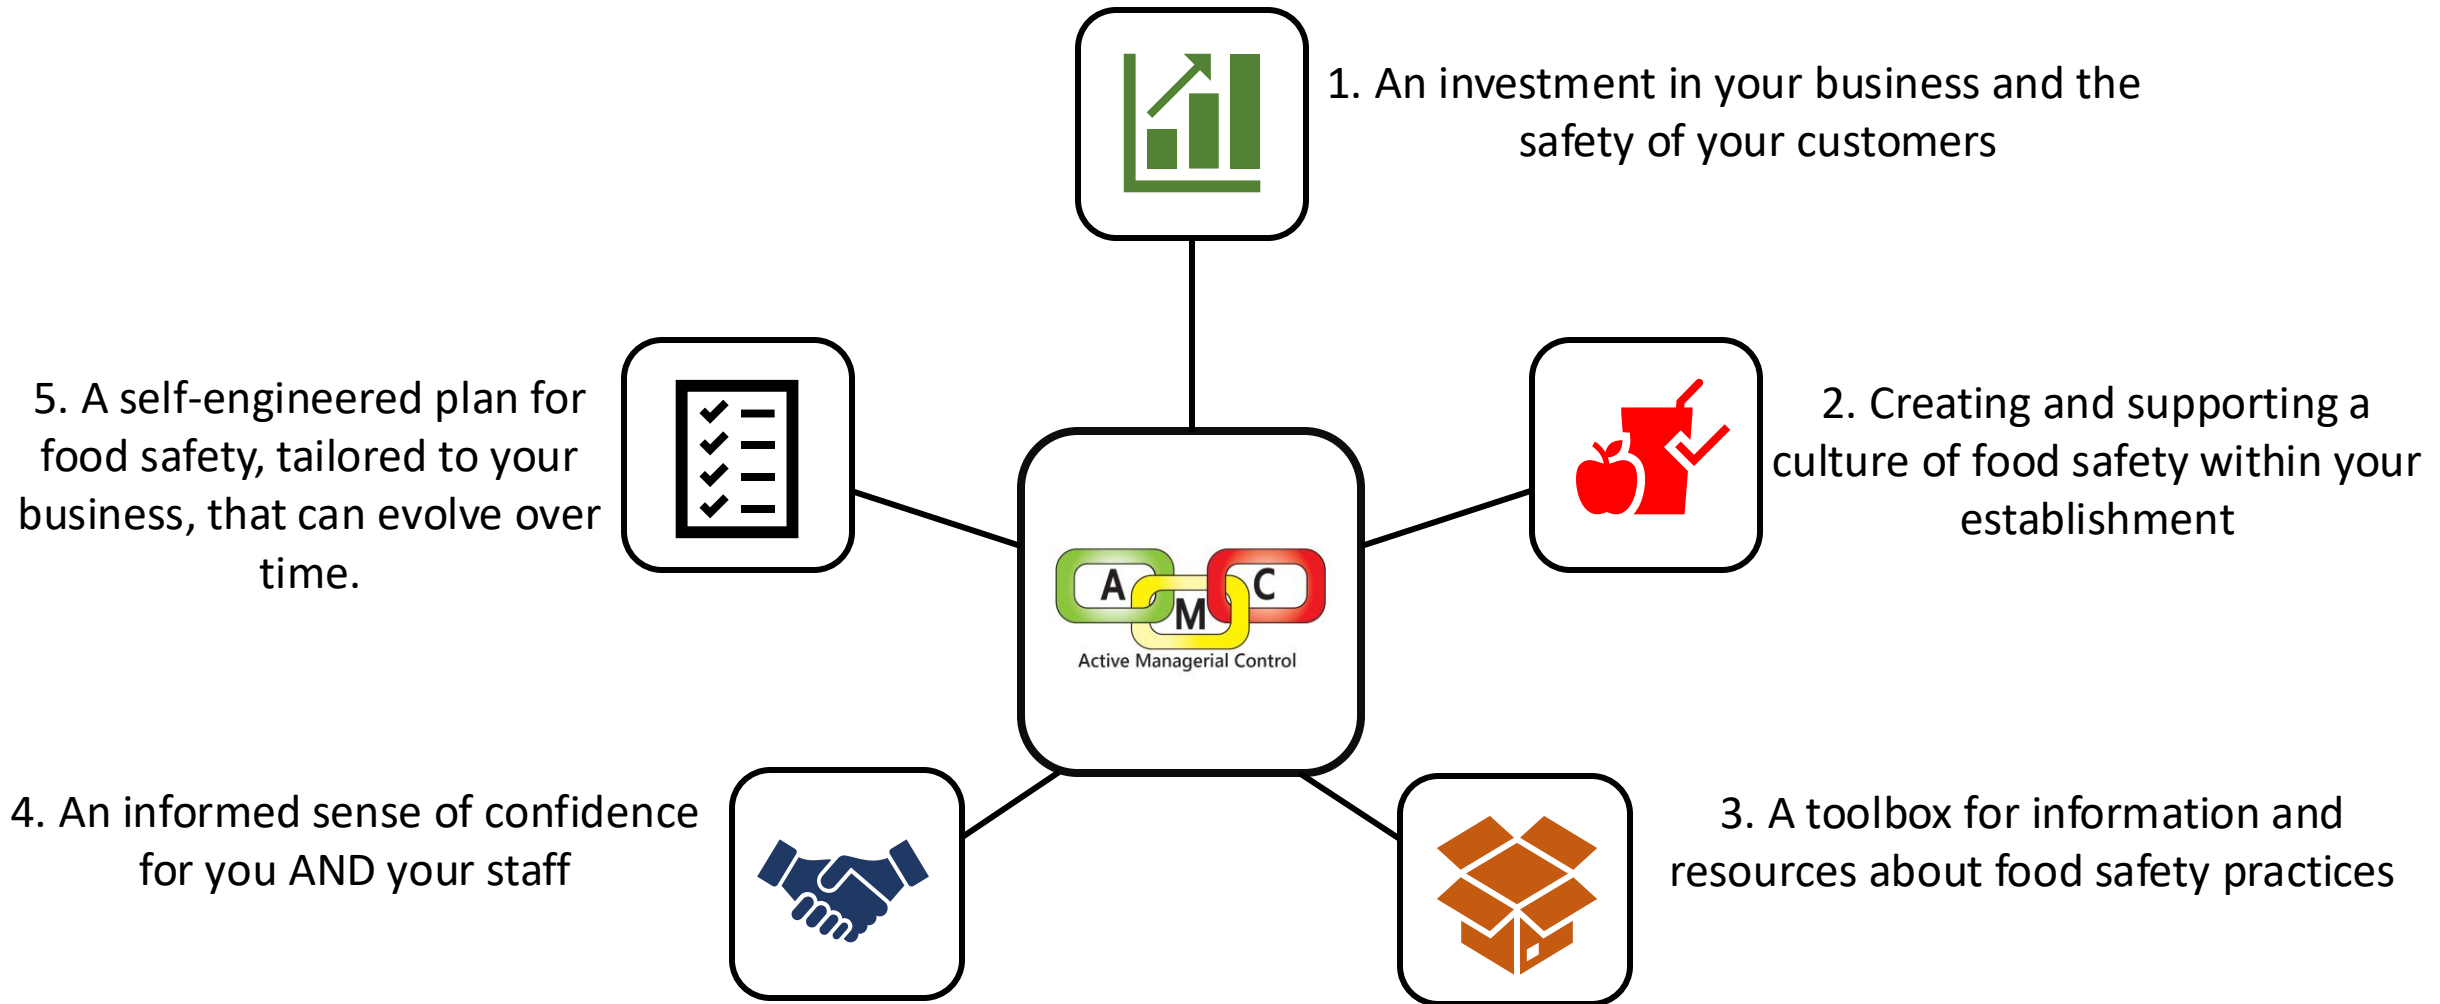 1. An investment in your business and the
safety of your customers
2. Creating and supporting a
culture of food safety within your
establishment
3. A toolbox for information and
resources about food safety practices
4. An informed sense of confidence
for you AND your staff
5. A self-engineered plan for
food safety, tailored to your
business, that can evolve over
time.
A M C
Active Managerial Control